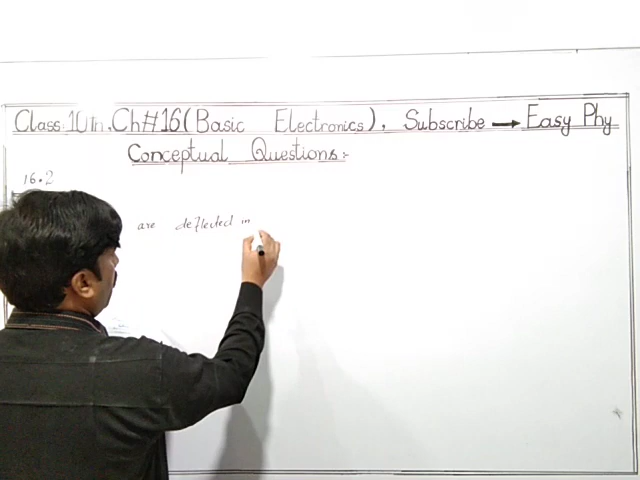 Class:10th, Ch#16(Basic Electronics), Subscribe → Easy Phy
Conceptual Questions:-
16.2
are deflected in